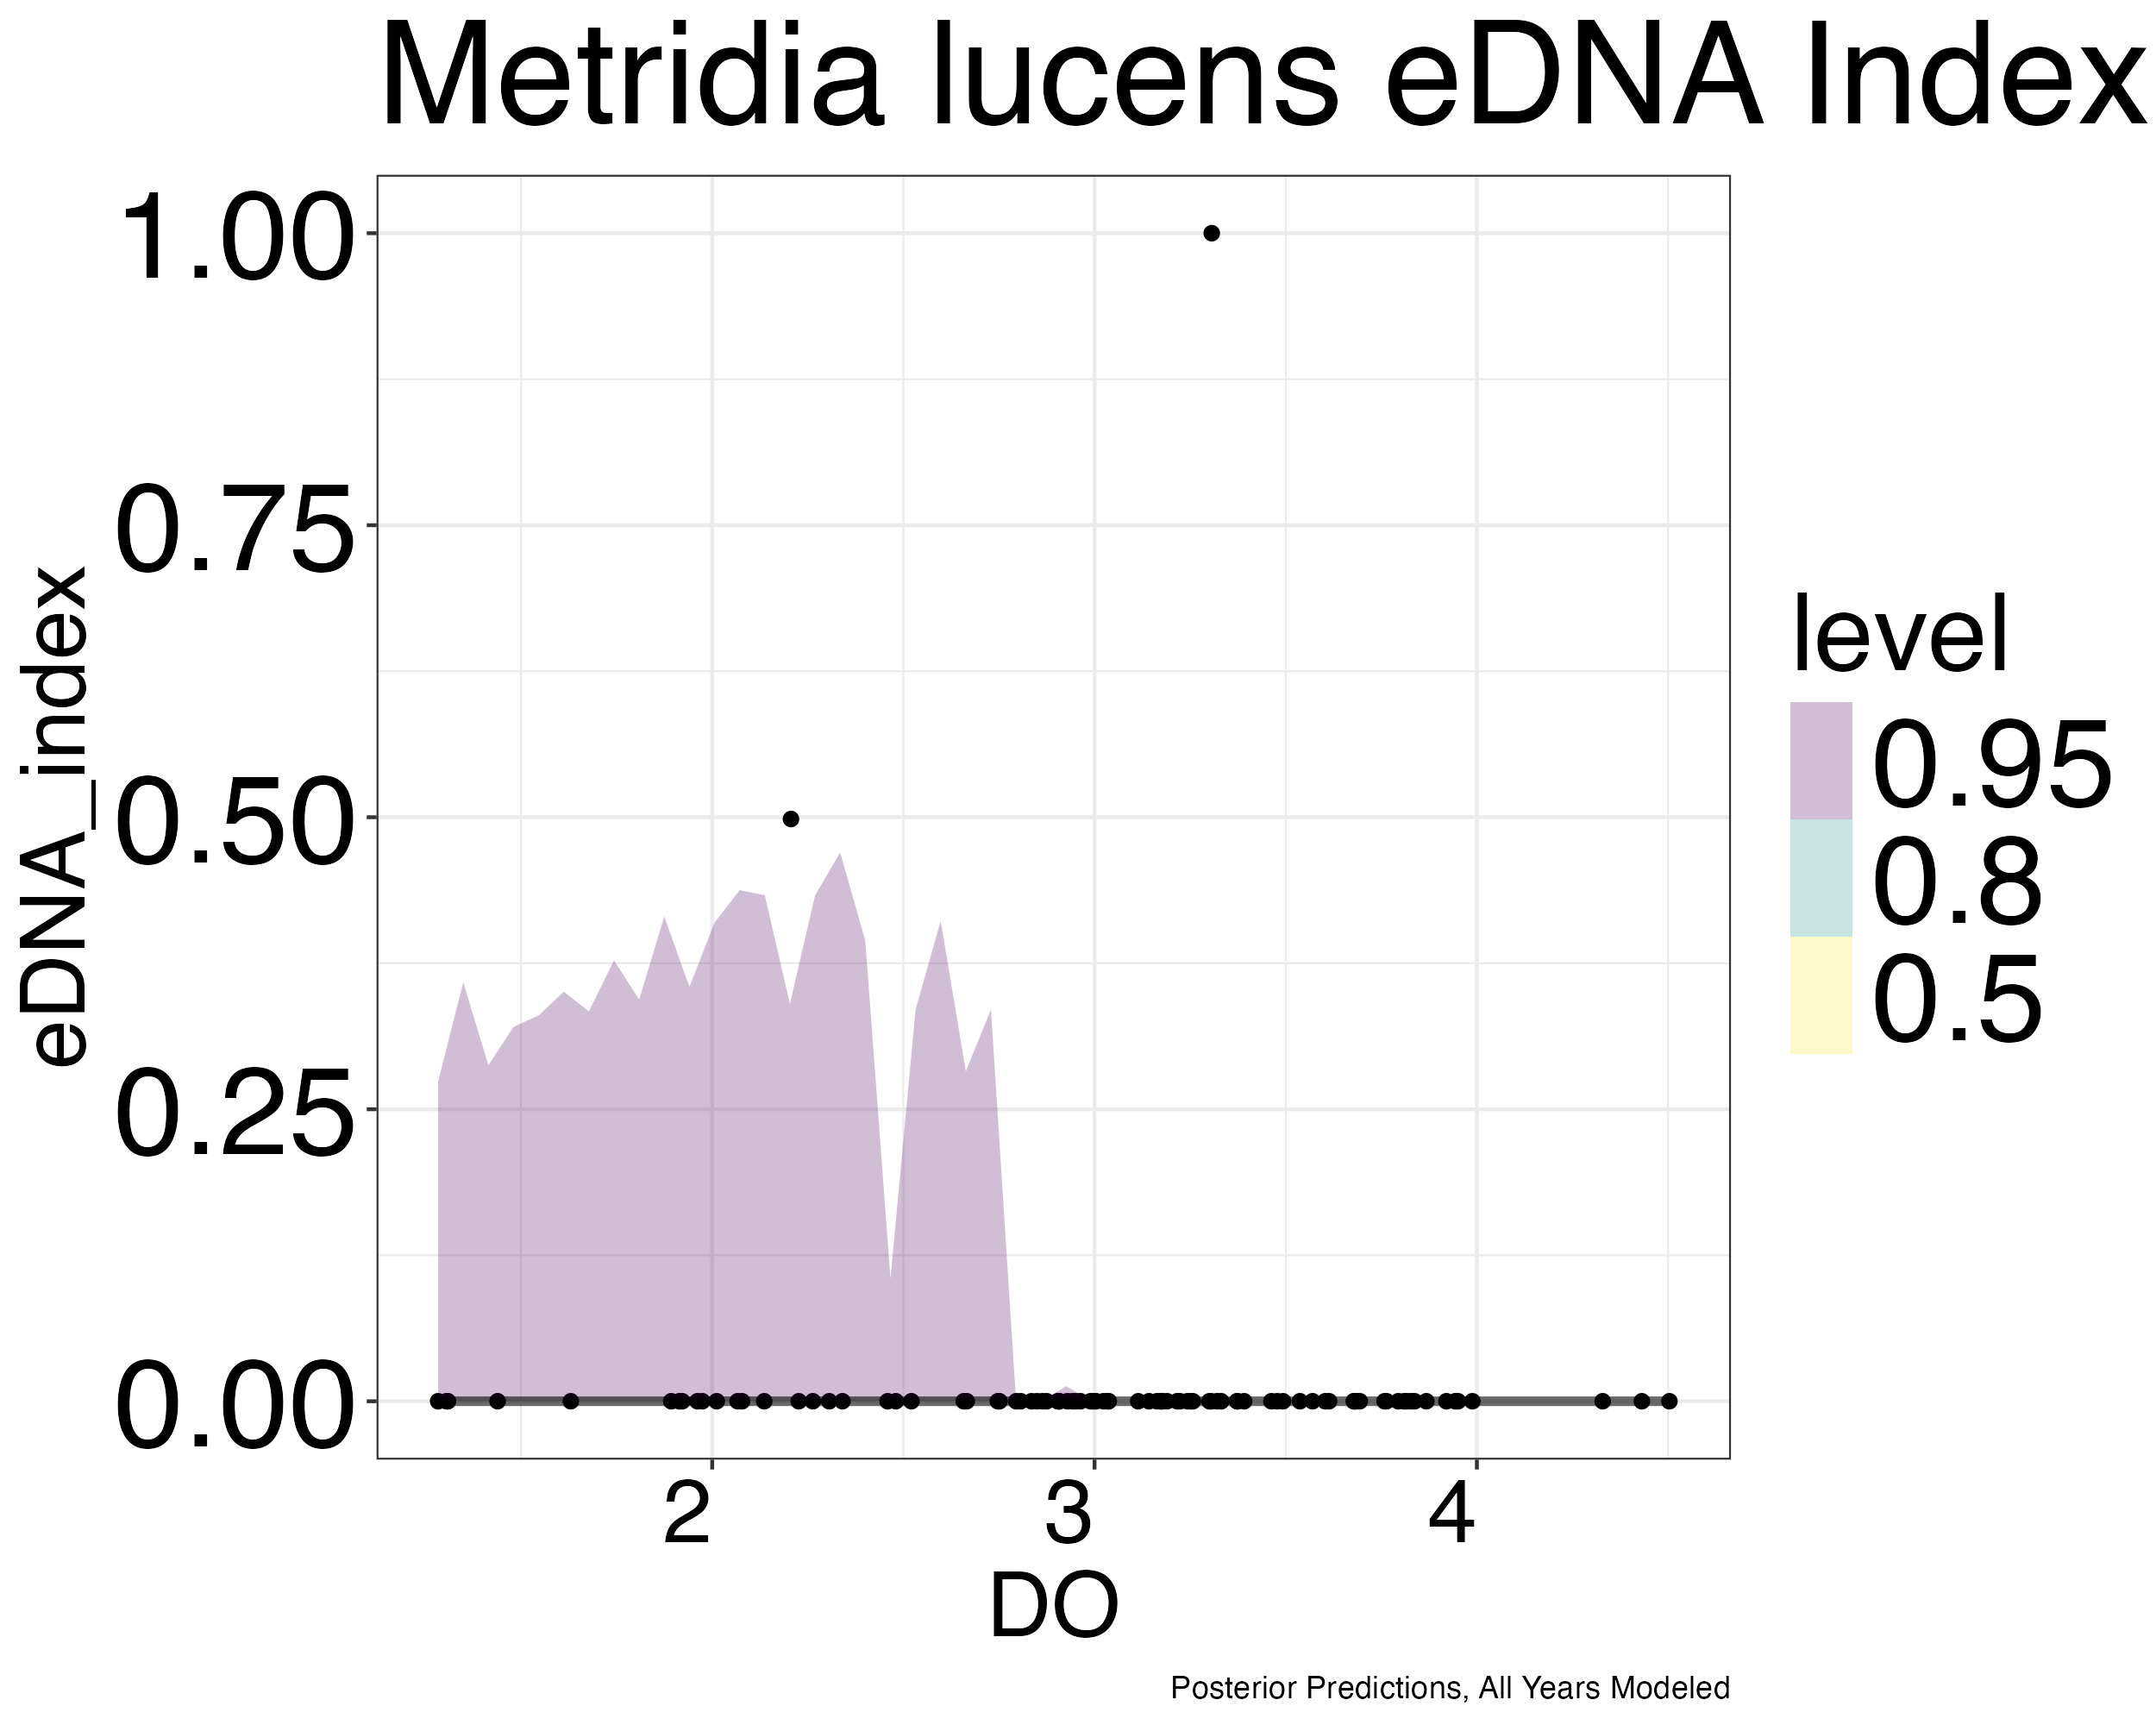 Metridia lucens eDNA Index
1.00
0.75
0.50
0.25
0.00
eDNA_index
2
3
4
DO
level
0.95
0.8
0.5
Posterior Predictions, All Years Modeled